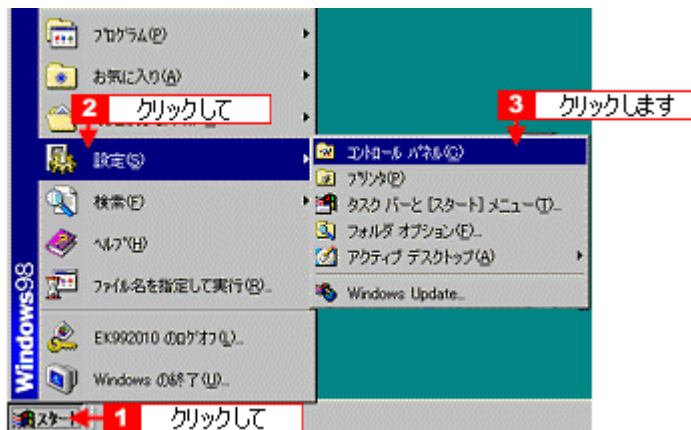 プログラム(P)
お気に入り(A)
2 クリックして
設定(S)
検索(F)
ヘルプ(H)
ファイル名を指定して実行(R)...
EK992010 のログオフ(L)...
Windows の終了(U)...
Windows98
スタート
1 クリックして
3 クリックします
コントロール パネル(C)
プリンタ(P)
タスク バーと [スタート] メニュー(T)...
フォルダ オプション(F)...
アクティブ デスクトップ(A)
Windows Update...